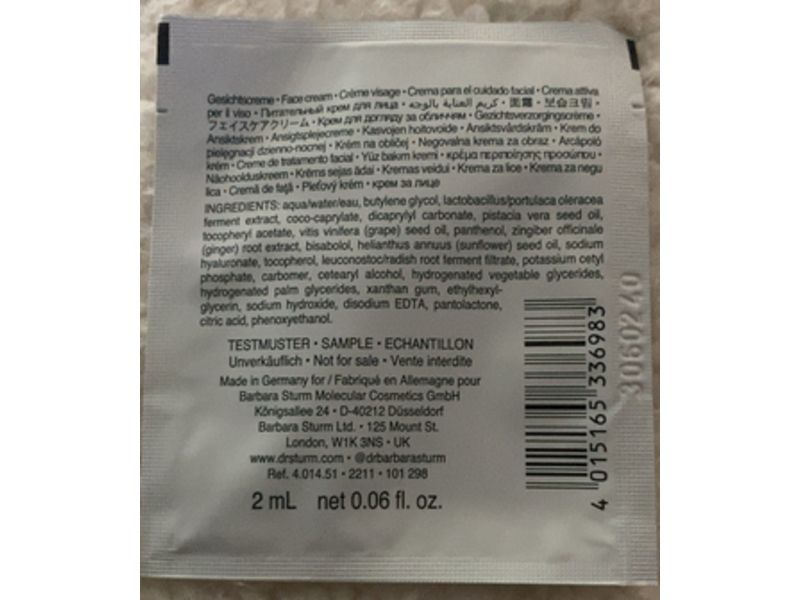 Gesichtscreme • Face cream • Crème visage • Crema para el cuidado facial • Crema attiva
per il viso • Питательный крем для лица • كريم العناية بالوجه • 面霜 • 보습크림 •
フェイスケアクリーム • Крем для догляду за обличчям • Gezichtsverzorgingscrème •
Ansiktskrem • Ansigtsplejecreme • Kasvojen hoitovoide • Ansiktsvårdskräm • Krem do
pielęgnacji dzienno-nocnej • Krém na obličej • Negovalna krema za obraz • Arcápoló
krém • Creme de tratamento facial • Yüz bakım kremi • κρέμα περιποίησης προσώπου •
Näohoolduskreem • Krēms sejas ādai • Kremas veidui • Krema za lice • Krema za negu
lica • Cremă de față • Pleťový krém • крем за лице
INGREDIENTS: aqua/water/eau, butylene glycol, lactobacillus/portulaca oleracea
ferment extract, coco-caprylate, dicaprylyl carbonate, pistacia vera seed oil,
tocopheryl acetate, vitis vinifera (grape) seed oil, panthenol, zingiber officinale
(ginger) root extract, bisabolol, helianthus annuus (sunflower) seed oil, sodium
hyaluronate, tocopherol, leuconostoc/radish root ferment filtrate, potassium cetyl
phosphate, carbomer, cetearyl alcohol, hydrogenated vegetable glycerides,
hydrogenated palm glycerides, xanthan gum, ethylhexyl-
glycerin, sodium hydroxide, disodium EDTA, pantolactone,
citric acid, phenoxyethanol.
TESTMUSTER • SAMPLE • ECHANTILLON
Unverkäuflich • Not for sale • Vente interdite
Made in Germany for / Fabriqué en Allemagne pour
Barbara Sturm Molecular Cosmetics GmbH
Königsallee 24 • D-40212 Düsseldorf
Barbara Sturm Ltd. • 125 Mount St.
London, W1K 3NS • UK
www.drsturm.com • @drbarbarasturm
Ref. 4.014.51 • 2211 • 101 298
2 mL net 0.06 fl. oz.
4 015165 336983
3060240